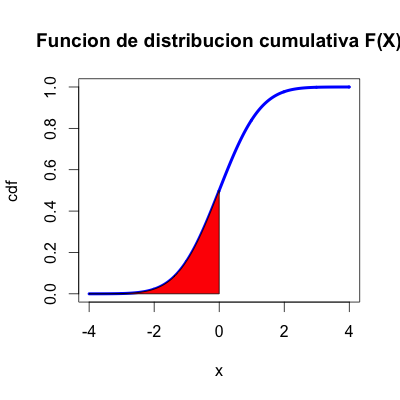 Funcion de distribucion cumulativa F(X)
cdf
0.0 0.2 0.4 0.6 0.8 1.0
-4 -2 0 2 4
x